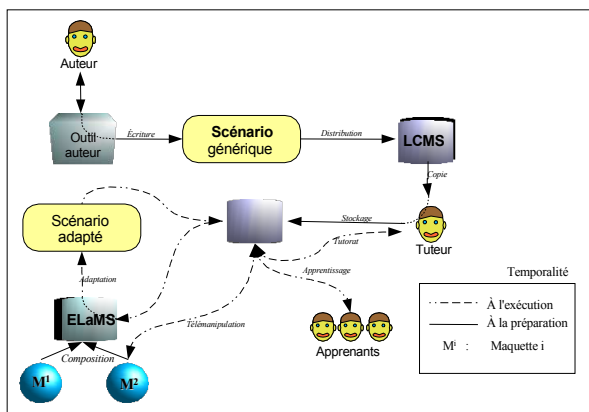 Auteur
Outil
auteur
Écriture
Scénario
générique
Distribution
LCMS
Copie
Scénario
adapté
Stockage
Tutorat
Tuteur
Adaptation
Apprentissage
Temporalité
ELaMS
Télémanipulation
À l'exécution
À la préparation
Mⁱ : Maquette i
Apprenants
Composition
M¹
M²